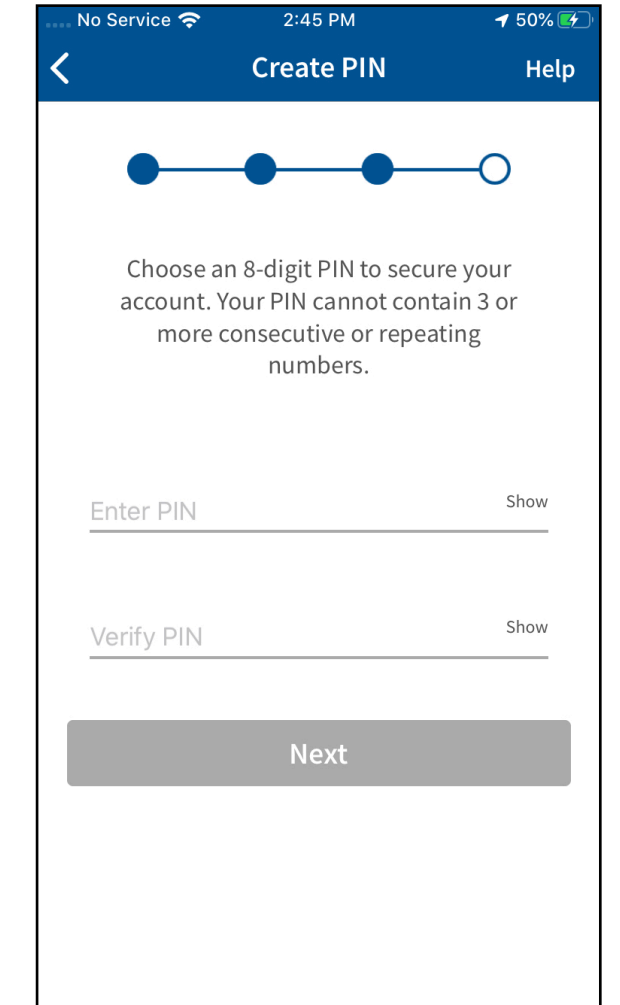 No Service 2:45 PM 50%
Create PIN Help
Choose an 8-digit PIN to secure your
account. Your PIN cannot contain 3 or
more consecutive or repeating
numbers.
Enter PIN Show
Verify PIN Show
Next